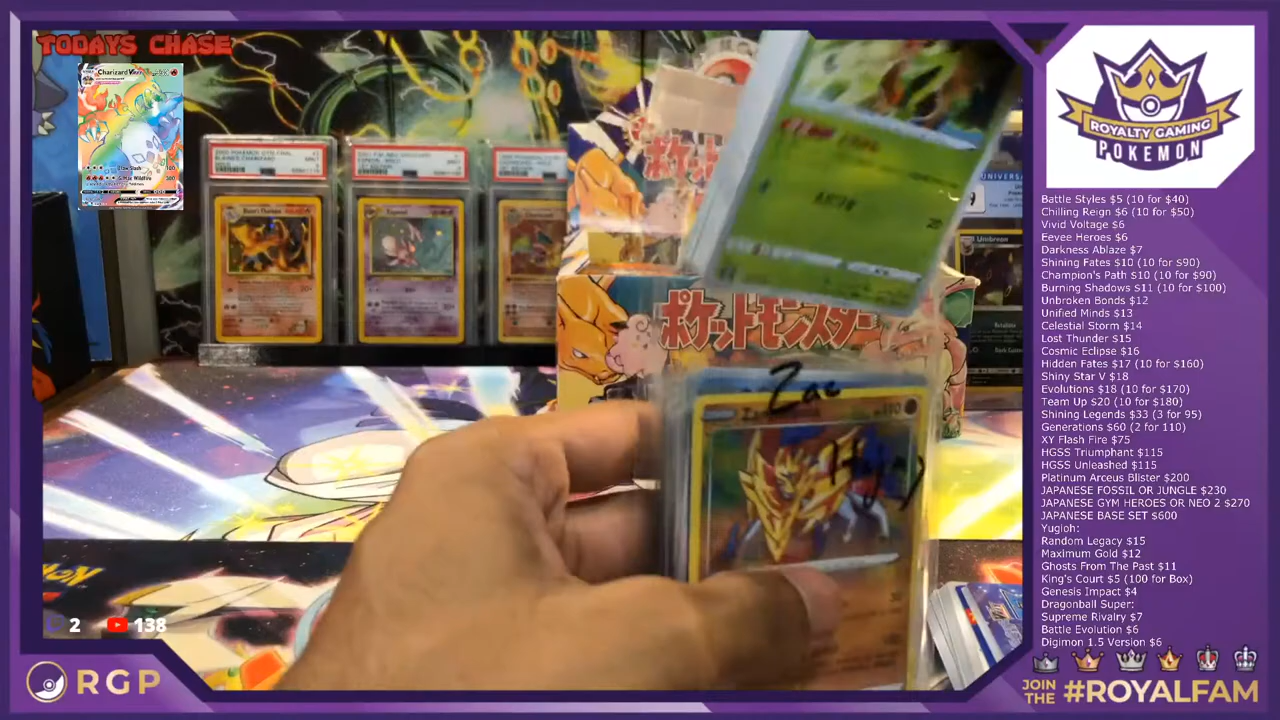 TODAYS CHASE
Charizard
ROYALTY GAMING
POKEMON
Battle Styles $5 (10 for $40)
Chilling Reign $6 (10 for $50)
Vivid Voltage $6
Eevee Heroes $6
Darkness Ablaze $7
Shining Fates $10 (10 for $90)
Champion's Path $10 (10 for $90)
Burning Shadows $11 (10 for $100)
Unbroken Bonds $12
Unified Minds $13
Celestial Storm $14
Lost Thunder $15
Cosmic Eclipse $16
Hidden Fates $17 (10 for $160)
Shiny Star V $18
Evolutions $18 (10 for $170)
Team Up $20 (10 for $180)
Shining Legends $33 (3 for 95)
Generations $60 (2 for 110)
XY Flash Fire $75
HGSS Triumphant $115
HGSS Unleashed $115
Platinum Arceus Blister $200
JAPANESE FOSSIL OR JUNGLE $230
JAPANESE GYM HEROES OR NEO 2 $270
JAPANESE BASE SET $600
Yugioh:
Random Legacy $15
Maximum Gold $12
Ghosts From The Past $11
King's Court $5 (100 for Box)
Genesis Impact $4
Dragonball Super:
Supreme Rivalry $7
Battle Evolution $6
Digimon 1.5 Version $6
ポケットモンスター
Umbreon
Zac
2
138
RGP
JOIN
THE
#ROYALFAM